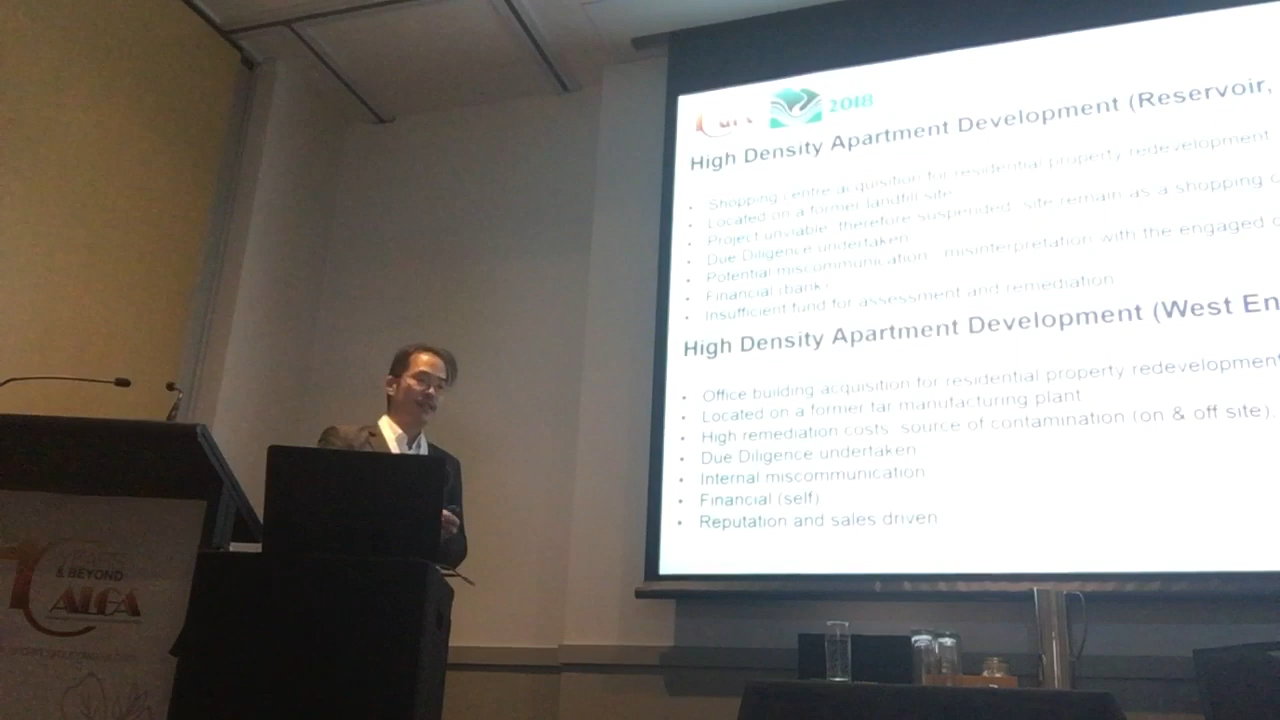 2018
High Density Apartment Development (Reservoir,
• Shopping centre acquisition for residential property redevelopment
• Located on a former landfill site
• Project unviable, therefore suspended, site remain as a shopping
• Due Diligence undertaken
• Potential miscommunication, misinterpretation with the engaged
• Financial (bank)
• Insufficient fund for assessment and remediation
High Density Apartment Development (West En
• Office building acquisition for residential property redevelopment
• Located on a former tar manufacturing plant
• High remediation costs, source of contamination (on & off site)
• Due Diligence undertaken
• Internal miscommunication
• Financial (self)
• Reputation and sales driven
& BEYOND
ALGA